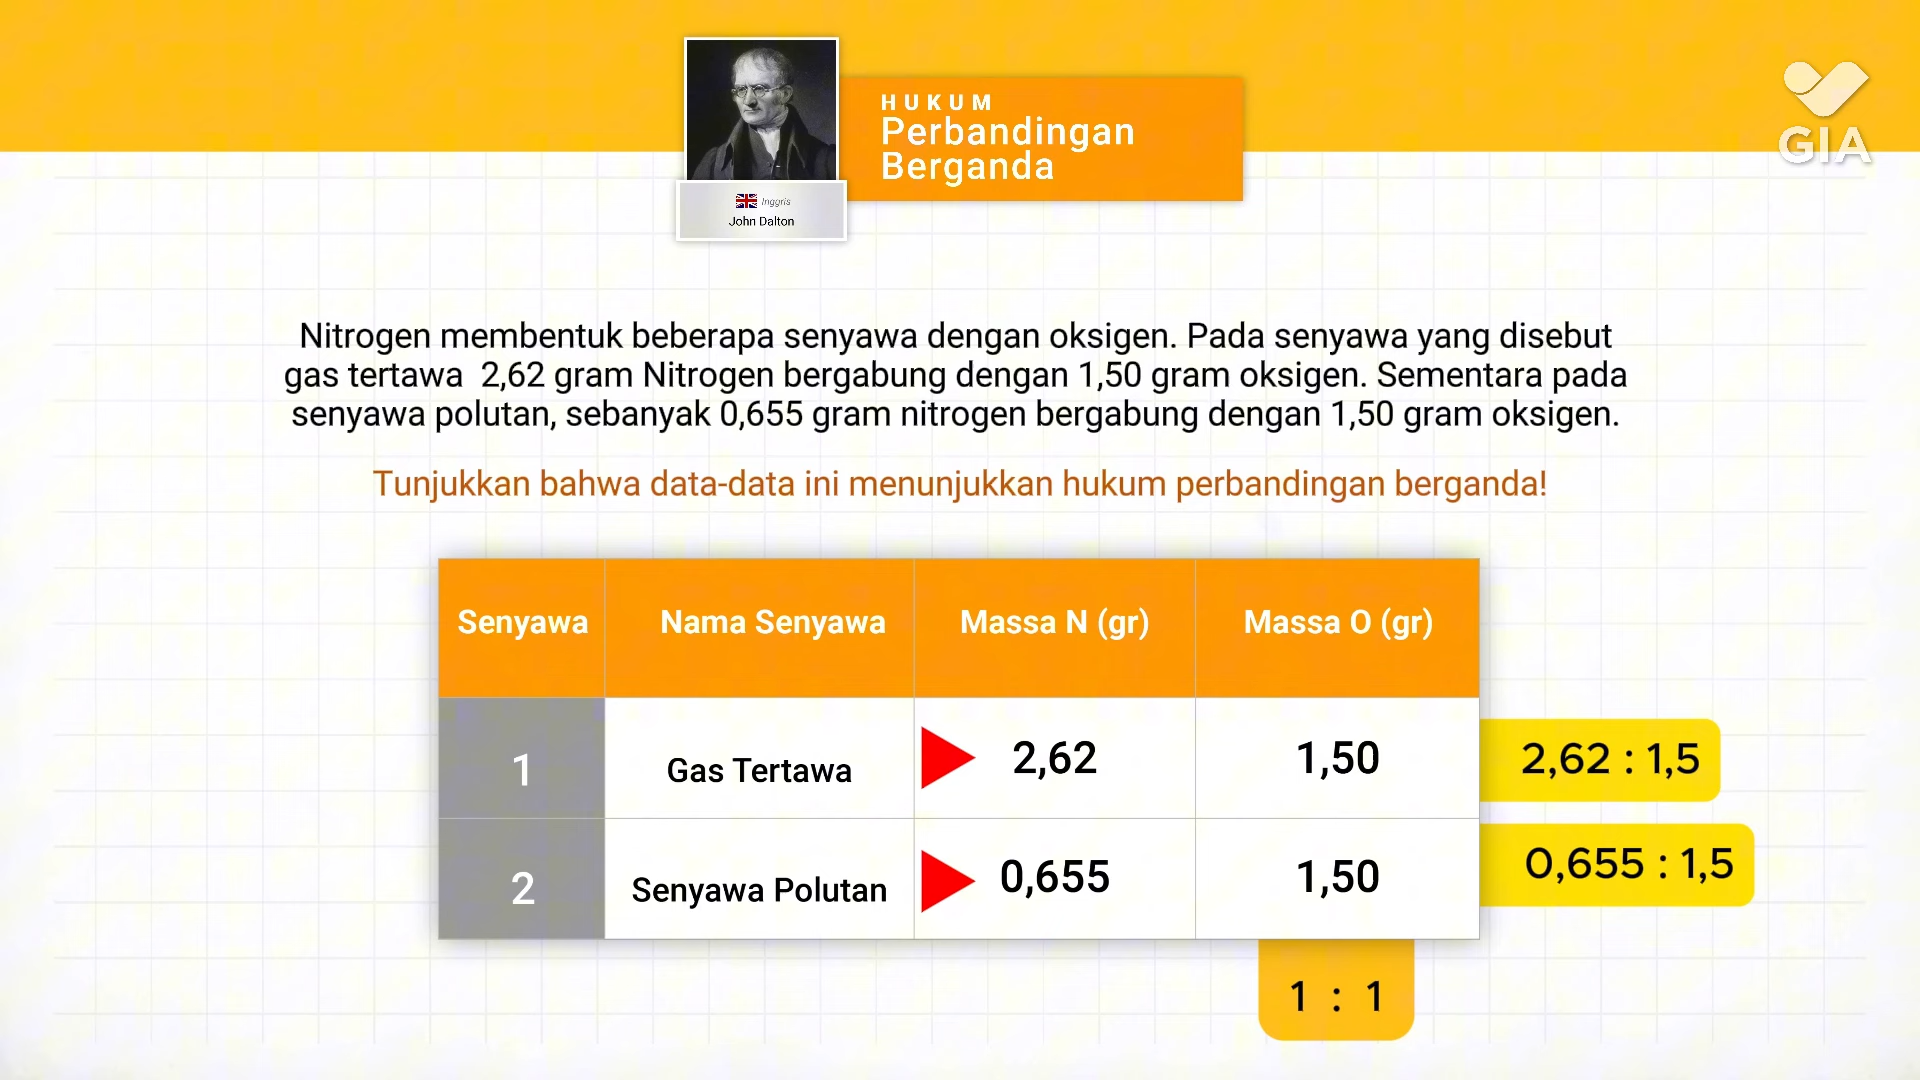 HUKUM
Perbandingan
Berganda
GIA
Inggris
John Dalton
Nitrogen membentuk beberapa senyawa dengan oksigen. Pada senyawa yang disebut
gas tertawa 2,62 gram Nitrogen bergabung dengan 1,50 gram oksigen. Sementara pada
senyawa polutan, sebanyak 0,655 gram nitrogen bergabung dengan 1,50 gram oksigen.
Tunjukkan bahwa data-data ini menunjukkan hukum perbandingan berganda!
Senyawa Nama Senyawa Massa N (gr) Massa O (gr)
1 Gas Tertawa 2,62 1,50 2,62 : 1,5
2 Senyawa Polutan 0,655 1,50 0,655 : 1,5
1 : 1